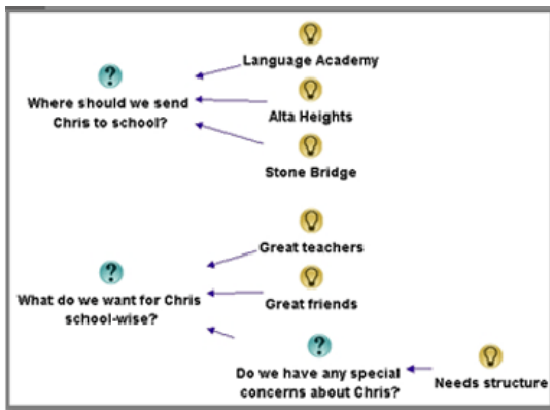 Language Academy
Where should we send
Chris to school?
Alta Heights
Stone Bridge
Great teachers
What do we want for Chris
school-wise?
Great friends
Do we have any special
concerns about Chris?
Needs structure